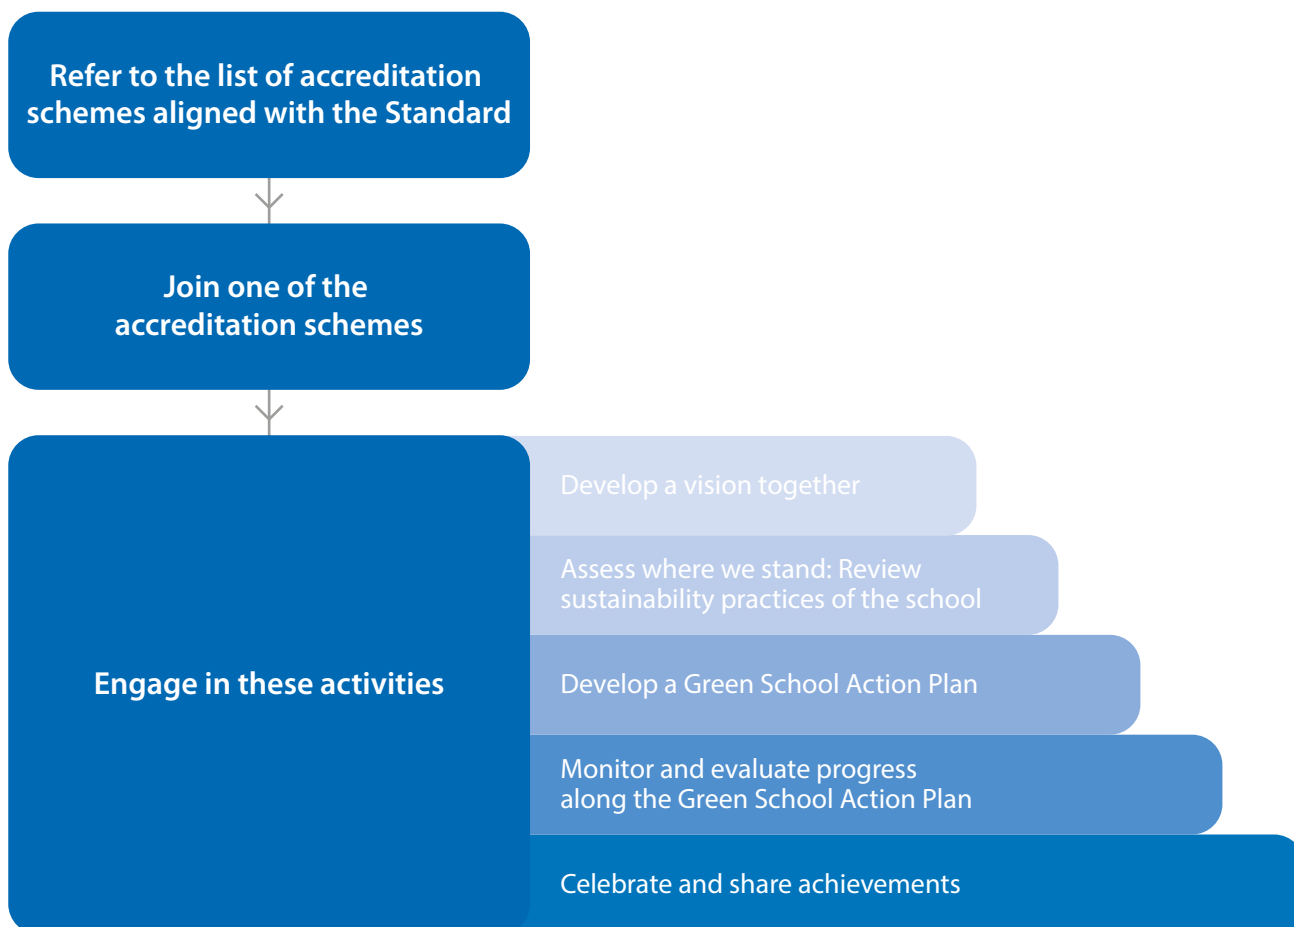 Refer to the list of accreditation
schemes aligned with the Standard
Join one of the
accreditation schemes
Engage in these activities
Develop a vision together
Assess where we stand: Review
sustainability practices of the school
Develop a Green School Action Plan
Monitor and evaluate progress
along the Green School Action Plan
Celebrate and share achievements